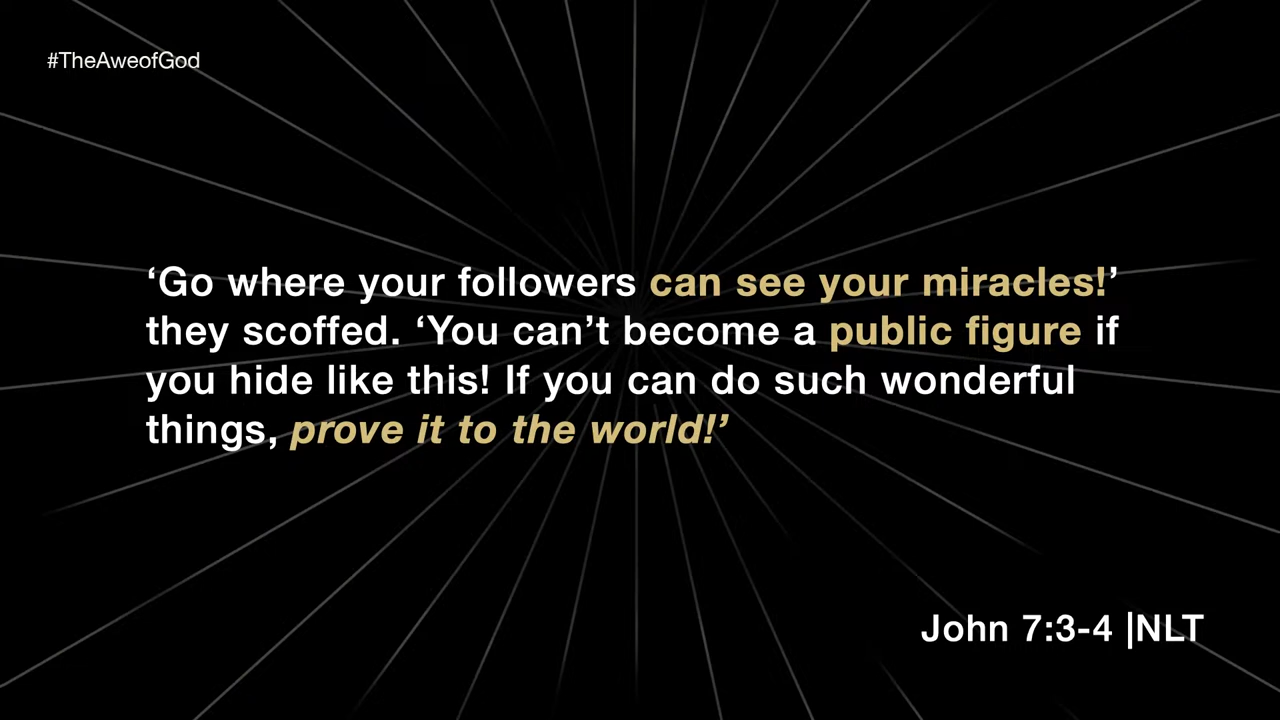 #TheAweofGod
‘Go where your followers can see your miracles!’
they scoffed. ‘You can’t become a public figure if
you hide like this! If you can do such wonderful
things, prove it to the world!’
John 7:3-4 |NLT